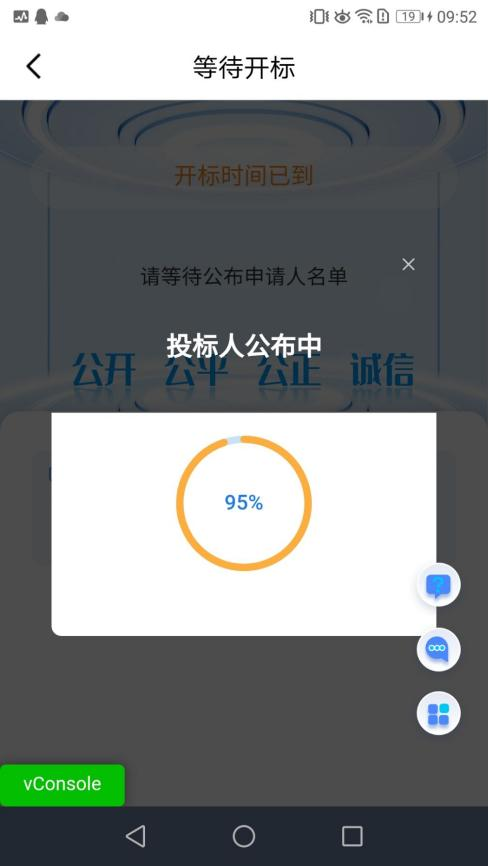 19
09:52
等待开标
开标时间已到
请等待公布申请人名单
投标人公布中
公开 公平 公正 诚信
95%
vConsole